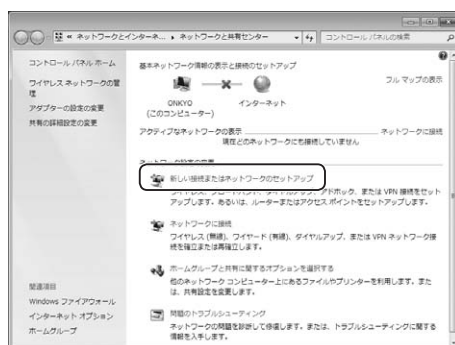 « ネットワークとインターネ... ▸ ネットワークと共有センター
コントロール パネルの検索
コントロール パネル ホーム
ワイヤレス ネットワークの管理
アダプターの設定の変更
共有の詳細設定の変更
基本ネットワーク情報の表示と接続のセットアップ
フル マップの表示
ONKYO
(このコンピューター)
インターネット
アクティブなネットワークの表示
ネットワークに接続
現在どのネットワークにも接続していません
ネットワーク設定の変更
新しい接続またはネットワークのセットアップ
ワイヤレス、ブロードバンド、ダイヤルアップ、アドホック、または VPN 接続をセット
アップします。あるいは、ルーターまたはアクセス ポイントをセットアップします。
ネットワークに接続
ワイヤレス (無線)、ワイヤード (有線)、ダイヤルアップ、または VPN ネットワーク接
続を確立または再確立します。
ホームグループと共有に関するオプションを選択する
他のネットワーク コンピューター上にあるファイルやプリンターを利用します。また
は、共有設定を変更します。
問題のトラブルシューティング
ネットワークの問題を診断して修復します。または、トラブルシューティングに関する
情報を入手します。
関連項目
Windows ファイアウォール
インターネット オプション
ホームグループ